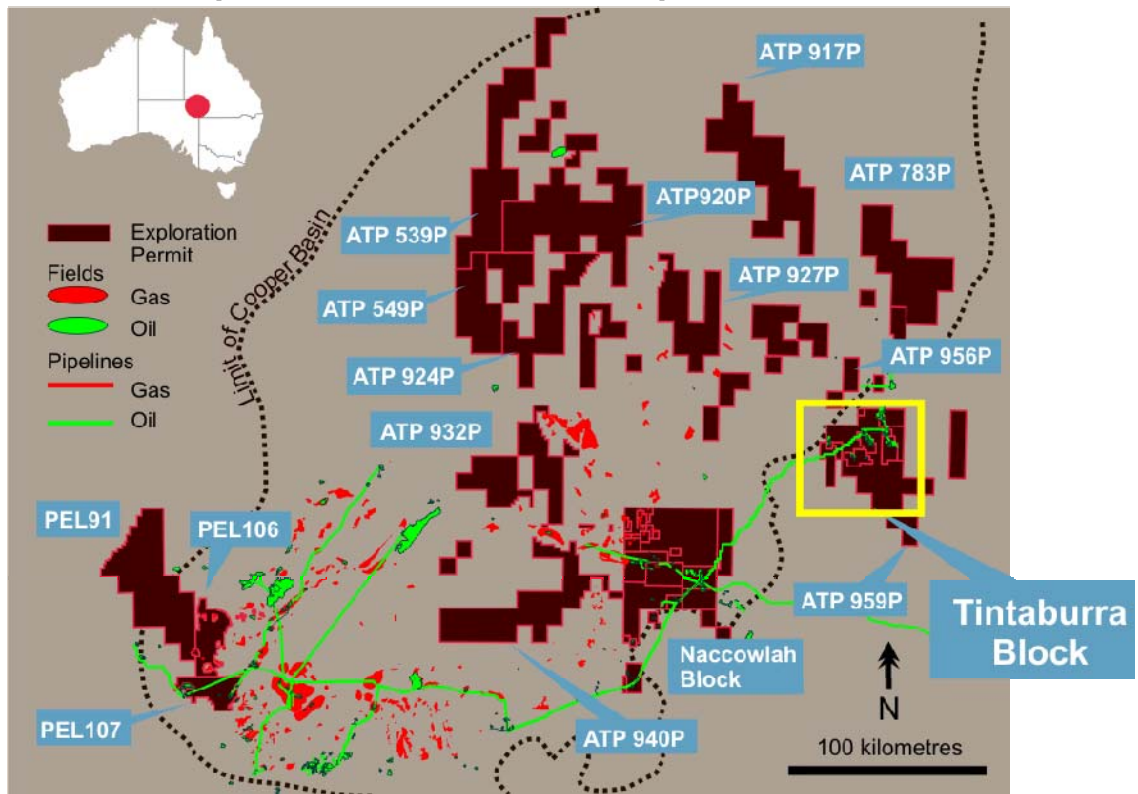 ATP 917P
ATP 783P
ATP920P
ATP 539P
ATP 927P
ATP 549P
ATP 956P
ATP 924P
ATP 932P
Limit of Cooper Basin
Exploration
Permit
Fields
Gas
Oil
Pipelines
Gas
Oil
PEL91
PEL106
ATP 959P
Tintaburra
Block
Naccowlah
Block
PEL107
ATP 940P
N
100 kilometres